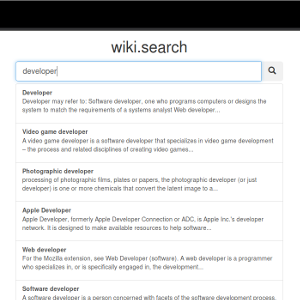 wiki.search
developer
Developer
Developer may refer to: Software developer, one who programs computers or designs the
system to match the requirements of a systems analyst Web developer...
Video game developer
A video game developer is a software developer that specializes in video game development
– the process and related disciplines of creating video games...
Photographic developer
processing of photographic films, plates or papers, the photographic developer (or just
developer) is one or more chemicals that convert the latent image to a...
Apple Developer
Apple Developer, formerly Apple Developer Connection or ADC, is Apple Inc.'s developer
network. It is designed to make available resources to help software...
Web developer
For the Mozilla extension, see Web Developer (software). A web developer is a programmer
who specializes in, or is specifically engaged in, the development...
Software developer
A software developer is a person concerned with facets of the software development process,